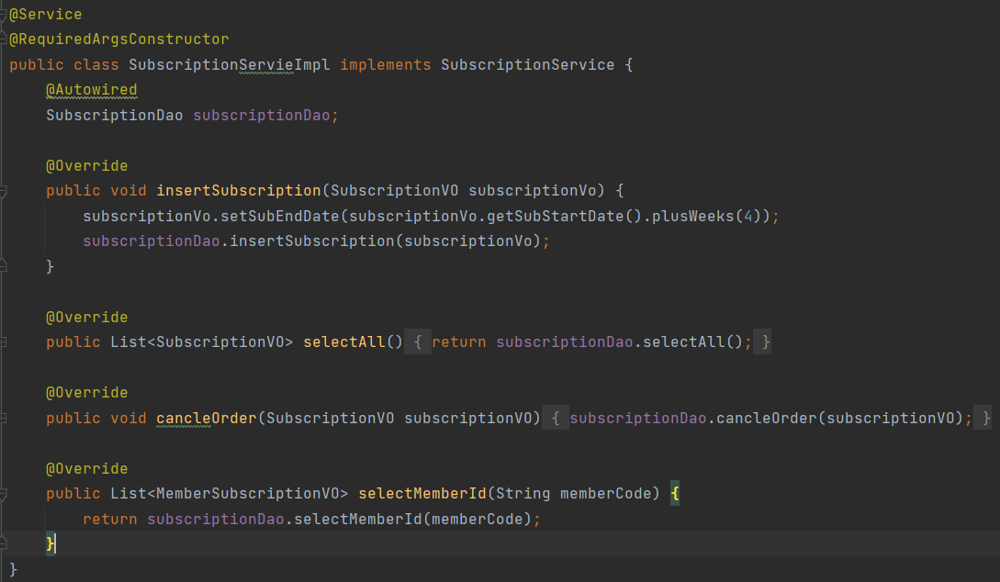 @Service
@RequiredArgsConstructor
public class SubscriptionServieImpl implements SubscriptionService {
@Autowired
SubscriptionDao subscriptionDao;
@Override
public void insertSubscription(SubscriptionVO subscriptionVo) {
subscriptionVo.setSubEndDate(subscriptionVo.getSubStartDate().plusWeeks(4));
subscriptionDao.insertSubscription(subscriptionVo);
}
@Override
public List<SubscriptionVO> selectAll() { return subscriptionDao.selectAll(); }
@Override
public void cancleOrder(SubscriptionVO subscriptionVO) { subscriptionDao.cancleOrder(subscriptionVO); }
@Override
public List<MemberSubscriptionVO> selectMemberId(String memberCode) {
return subscriptionDao.selectMemberId(memberCode);
}
}